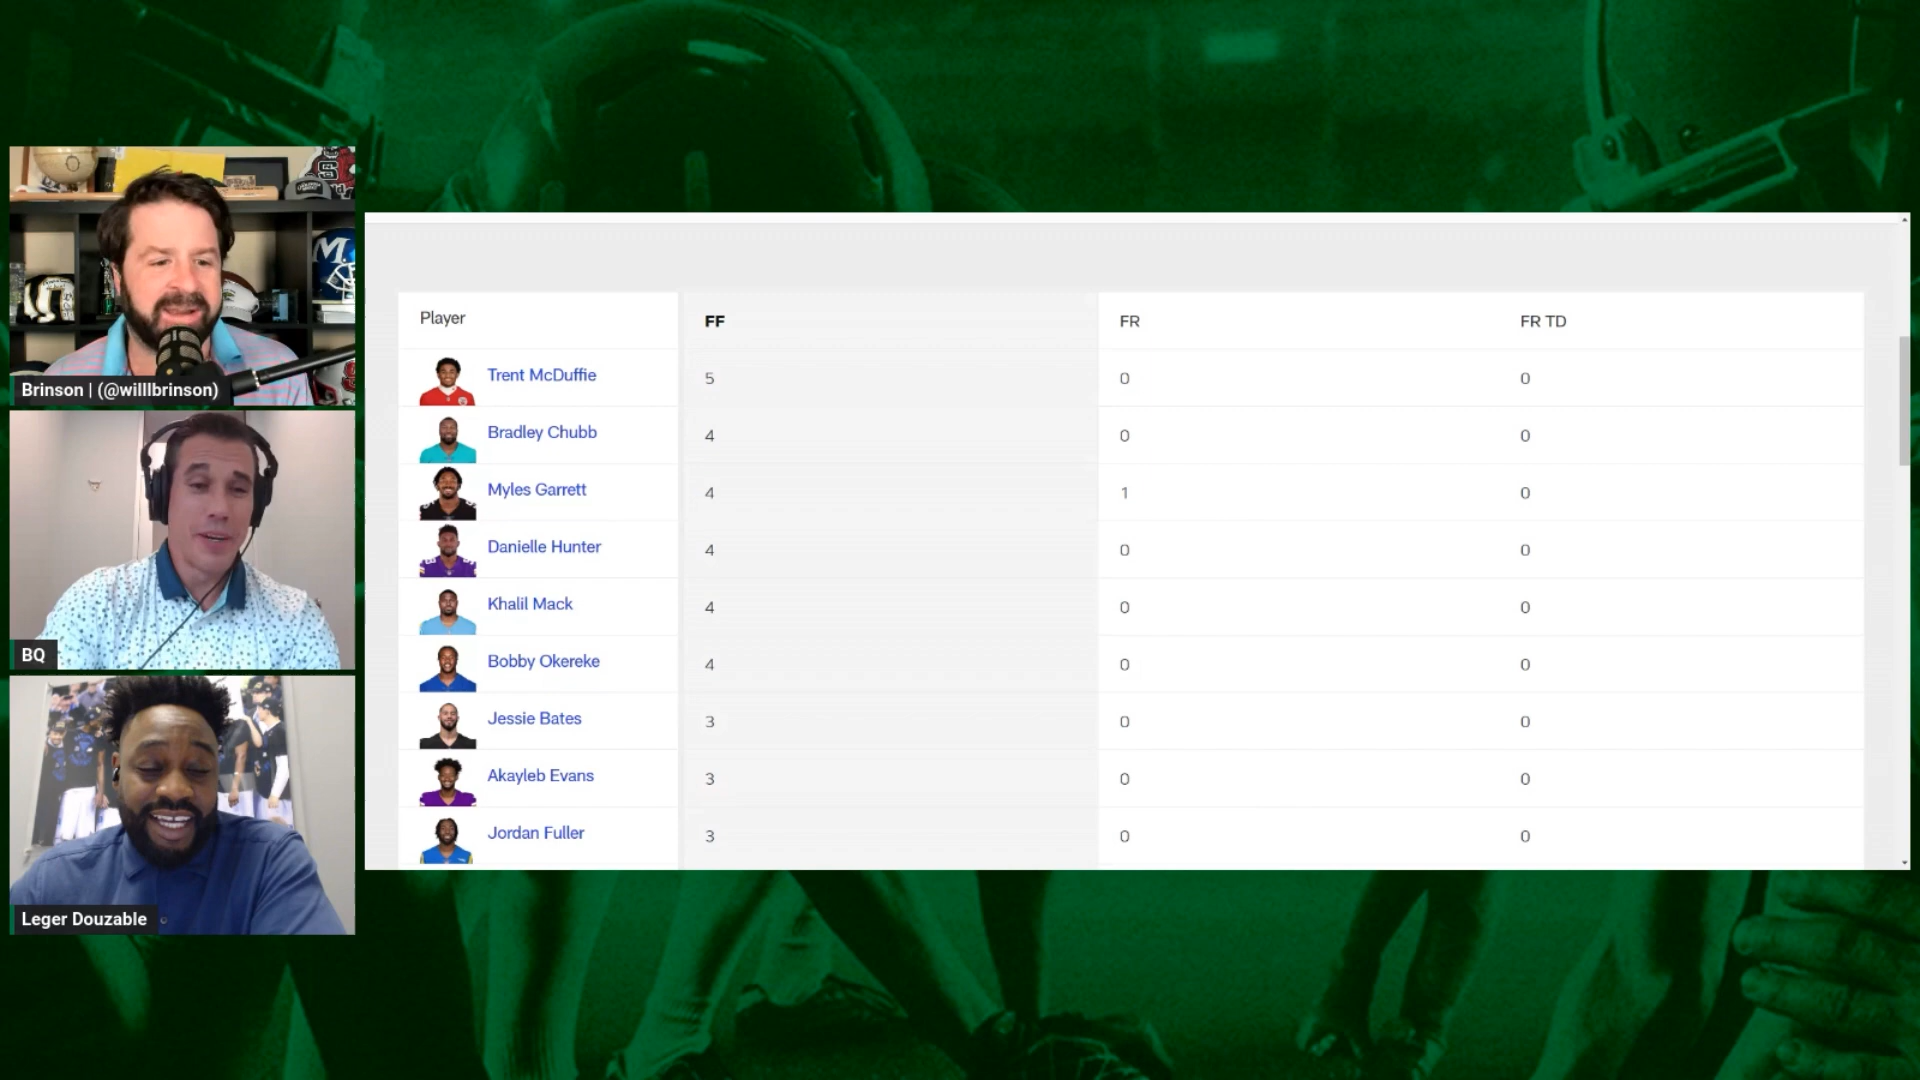 Brinson | (@willlbrinson)
BQ
Leger Douzable
Player FF FR FR TD
Trent McDuffie 5 0 0
Bradley Chubb 4 0 0
Myles Garrett 4 1 0
Danielle Hunter 4 0 0
Khalil Mack 4 0 0
Bobby Okereke 4 0 0
Jessie Bates 3 0 0
Akayleb Evans 3 0 0
Jordan Fuller 3 0 0